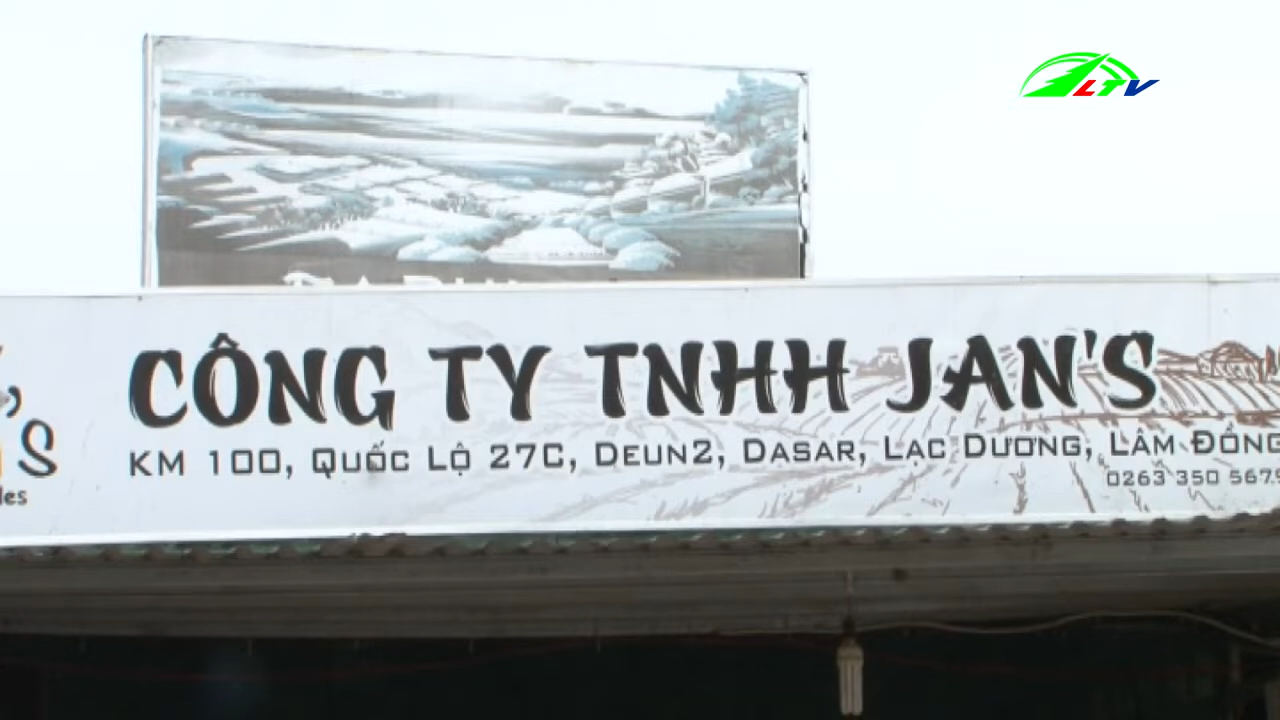 LTV
CÔNG TY TNHH JAN'S
S
les
KM 100, QUỐC LỘ 27C, DEUN2, DASAR, LẠC DƯƠNG, LÂM ĐỒNG
0263 350 567